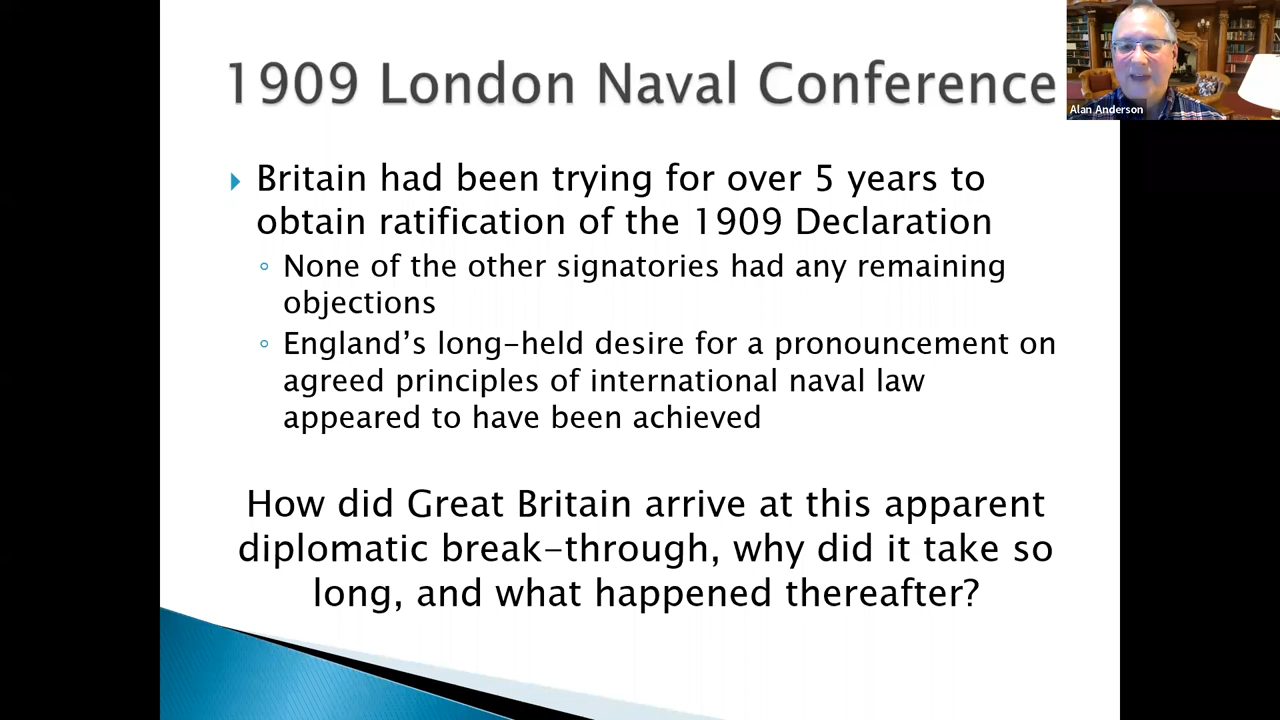 1909 London Naval Conference
Alan Anderson
Britain had been trying for over 5 years to
obtain ratification of the 1909 Declaration
None of the other signatories had any remaining
objections
England’s long-held desire for a pronouncement on
agreed principles of international naval law
appeared to have been achieved
How did Great Britain arrive at this apparent
diplomatic break-through, why did it take so
long, and what happened thereafter?